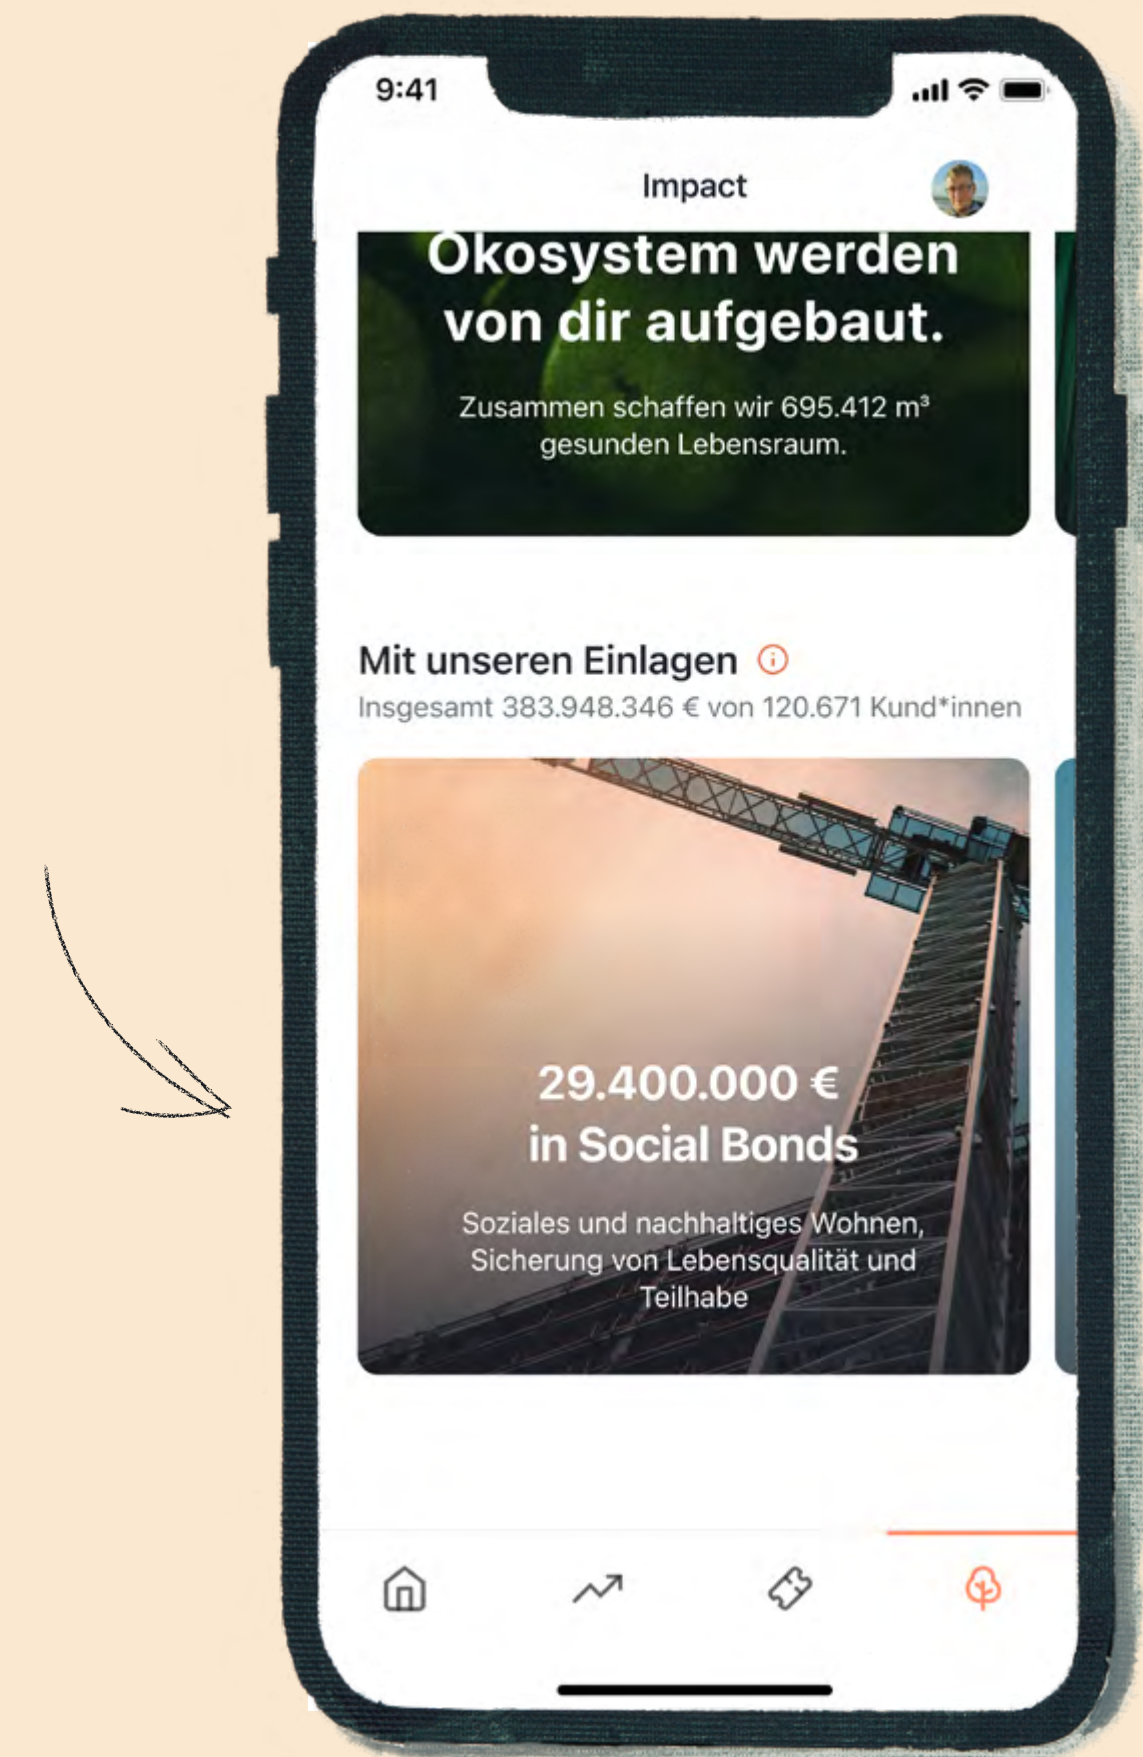 9:41
Impact
Ökosystem werden
von dir aufgebaut.
Zusammen schaffen wir 695.412 m³
gesunden Lebensraum.
Mit unseren Einlagen
Insgesamt 383.948.346 € von 120.671 Kund*innen
29.400.000 €
in Social Bonds
Soziales und nachhaltiges Wohnen,
Sicherung von Lebensqualität und
Teilhabe